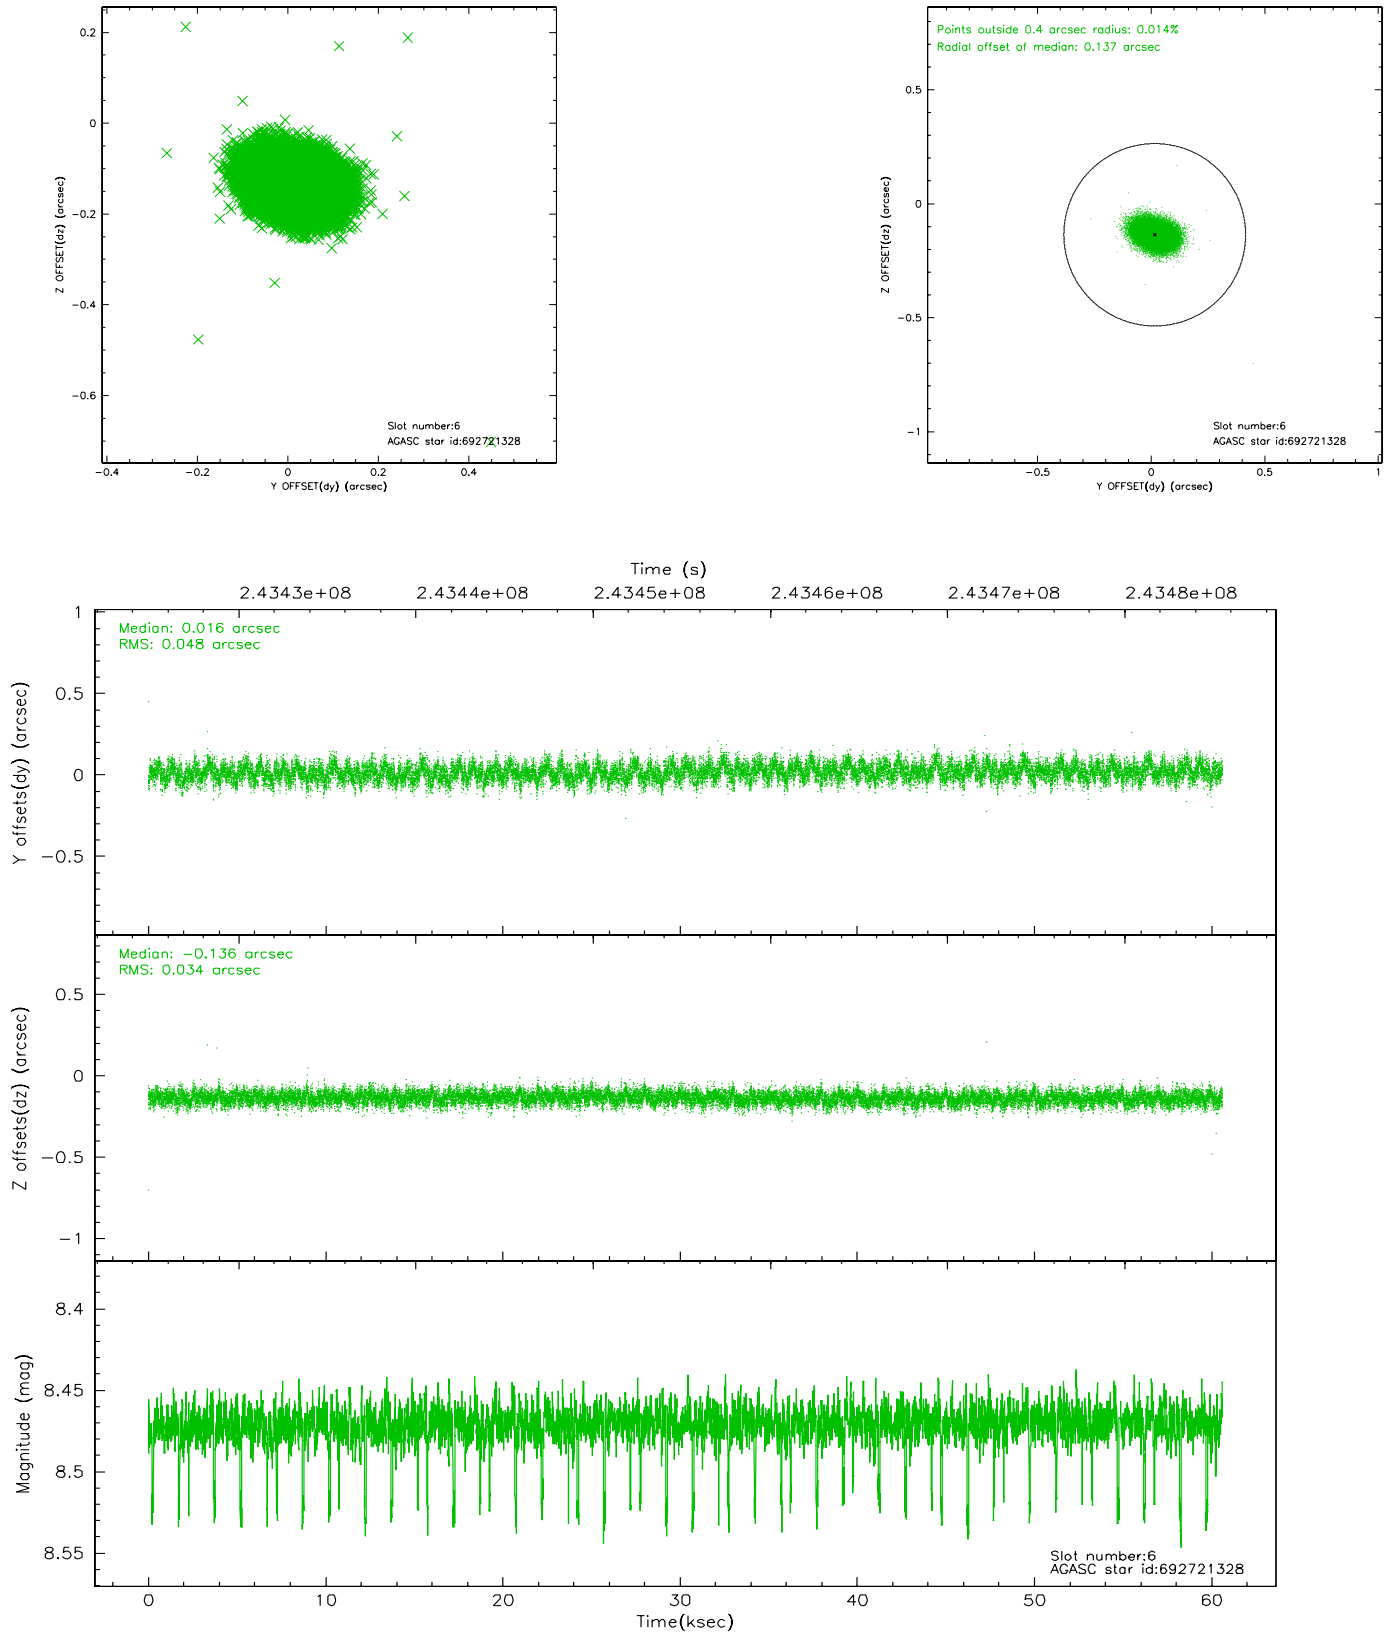 0.2
0
−0.2
−0.4
−0.6
Z OFFSET(dz) (arcsec)
Slot number:6
AGASC star id:692721328
−0.4 −0.2 0 0.2 0.4
Y OFFSET(dy) (arcsec)
Points outside 0.4 arcsec radius: 0.014%
Radial offset of median: 0.137 arcsec
0.5
0
−0.5
−1
Z OFFSET(dz) (arcsec)
Slot number:6
AGASC star id:692721328
−0.5 0 0.5 1
Y OFFSET(dy) (arcsec)
Time (s)
2.4343e+08 2.4344e+08 2.4345e+08 2.4346e+08 2.4347e+08 2.4348e+08
Median: 0.016 arcsec
RMS: 0.048 arcsec
1
0.5
0
−0.5
Y offsets(dy) (arcsec)
Median: −0.136 arcsec
RMS: 0.034 arcsec
0.5
0
−0.5
−1
Z offsets(dz) (arcsec)
8.4
8.45
8.5
8.55
Magnitude (mag)
Slot number:6
AGASC star id:692721328
0 10 20 30 40 50 60
Time(ksec)